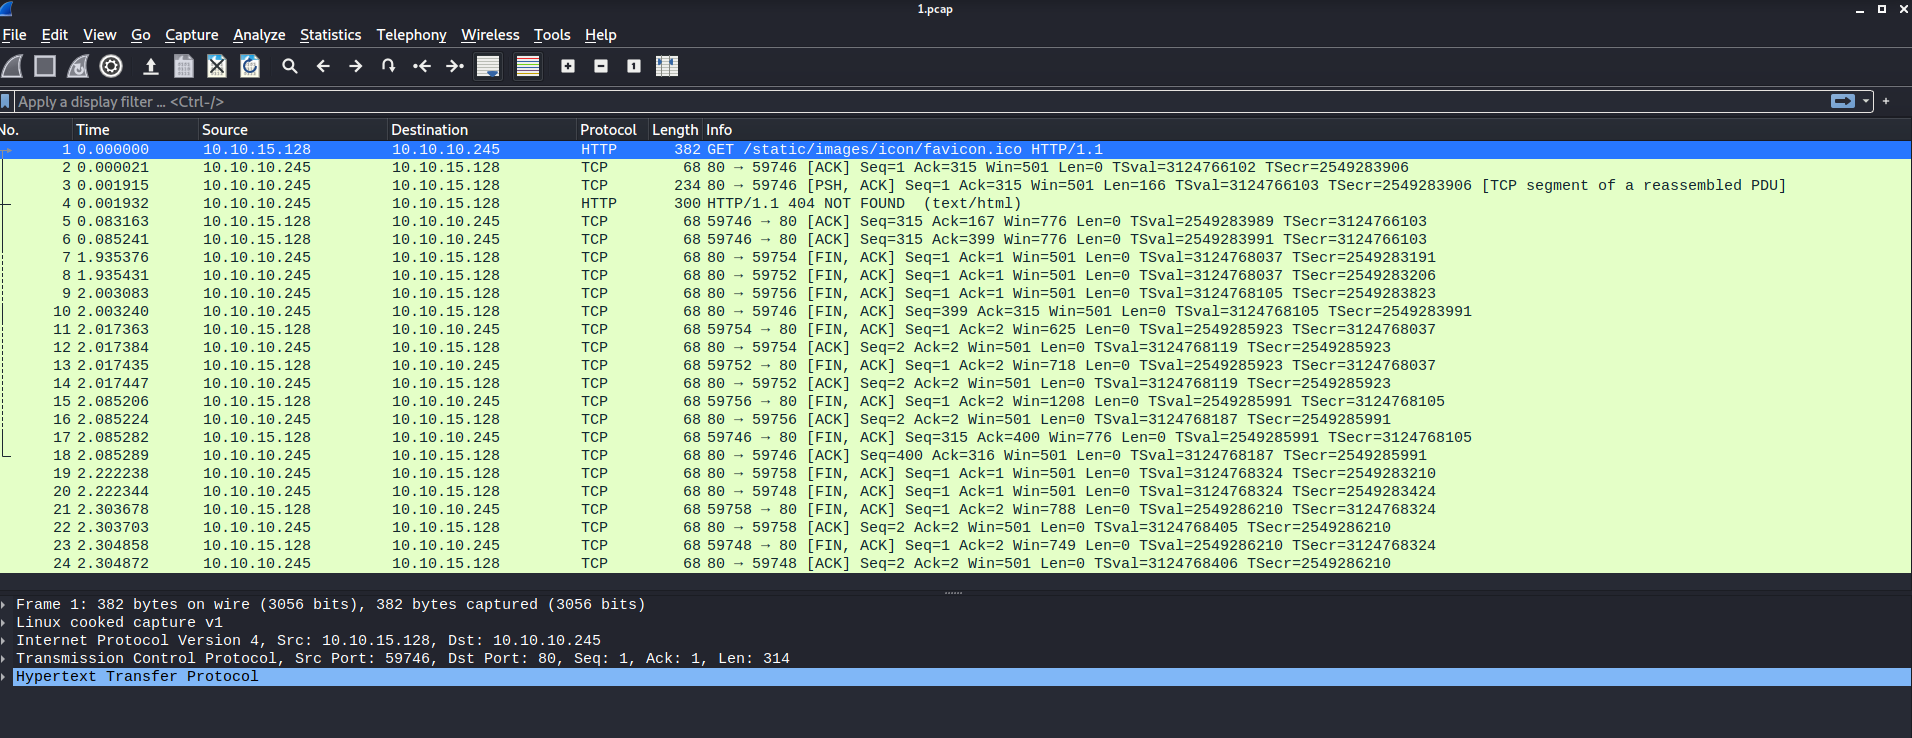 1.pcap
File Edit View Go Capture Analyze Statistics Telephony Wireless Tools Help
Apply a display filter … <Ctrl-/>
No. Time Source Destination Protocol Length Info
1 0.000000 10.10.15.128 10.10.10.245 HTTP 382 GET /static/images/icon/favicon.ico HTTP/1.1
2 0.000021 10.10.10.245 10.10.15.128 TCP 68 80 → 59746 [ACK] Seq=1 Ack=315 Win=501 Len=0 TSval=3124766102 TSecr=2549283906
3 0.001915 10.10.10.245 10.10.15.128 TCP 234 80 → 59746 [PSH, ACK] Seq=1 Ack=315 Win=501 Len=166 TSval=3124766103 TSecr=2549283906 [TCP segment of a reassembled PDU]
4 0.001932 10.10.10.245 10.10.15.128 HTTP 300 HTTP/1.1 404 NOT FOUND (text/html)
5 0.083163 10.10.15.128 10.10.10.245 TCP 68 59746 → 80 [ACK] Seq=315 Ack=167 Win=776 Len=0 TSval=2549283989 TSecr=3124766103
6 0.085241 10.10.15.128 10.10.10.245 TCP 68 59746 → 80 [ACK] Seq=315 Ack=399 Win=776 Len=0 TSval=2549283991 TSecr=3124766103
7 1.935376 10.10.10.245 10.10.15.128 TCP 68 80 → 59754 [FIN, ACK] Seq=1 Ack=1 Win=501 Len=0 TSval=3124768037 TSecr=2549283191
8 1.935431 10.10.10.245 10.10.15.128 TCP 68 80 → 59752 [FIN, ACK] Seq=1 Ack=1 Win=501 Len=0 TSval=3124768037 TSecr=2549283206
9 2.003083 10.10.10.245 10.10.15.128 TCP 68 80 → 59756 [FIN, ACK] Seq=1 Ack=1 Win=501 Len=0 TSval=3124768105 TSecr=2549283823
10 2.003240 10.10.10.245 10.10.15.128 TCP 68 80 → 59746 [FIN, ACK] Seq=399 Ack=315 Win=501 Len=0 TSval=3124768105 TSecr=2549283991
11 2.017363 10.10.15.128 10.10.10.245 TCP 68 59754 → 80 [FIN, ACK] Seq=1 Ack=2 Win=625 Len=0 TSval=2549285923 TSecr=3124768037
12 2.017384 10.10.10.245 10.10.15.128 TCP 68 80 → 59754 [ACK] Seq=2 Ack=2 Win=501 Len=0 TSval=3124768119 TSecr=2549285923
13 2.017435 10.10.15.128 10.10.10.245 TCP 68 59752 → 80 [FIN, ACK] Seq=1 Ack=2 Win=718 Len=0 TSval=2549285923 TSecr=3124768037
14 2.017447 10.10.10.245 10.10.15.128 TCP 68 80 → 59752 [ACK] Seq=2 Ack=2 Win=501 Len=0 TSval=3124768119 TSecr=2549285923
15 2.085206 10.10.15.128 10.10.10.245 TCP 68 59756 → 80 [FIN, ACK] Seq=1 Ack=2 Win=1208 Len=0 TSval=2549285991 TSecr=3124768105
16 2.085224 10.10.10.245 10.10.15.128 TCP 68 80 → 59756 [ACK] Seq=2 Ack=2 Win=501 Len=0 TSval=3124768187 TSecr=2549285991
17 2.085282 10.10.15.128 10.10.10.245 TCP 68 59746 → 80 [FIN, ACK] Seq=315 Ack=400 Win=776 Len=0 TSval=2549285991 TSecr=3124768105
18 2.085289 10.10.10.245 10.10.15.128 TCP 68 80 → 59746 [ACK] Seq=400 Ack=316 Win=501 Len=0 TSval=3124768187 TSecr=2549285991
19 2.222238 10.10.10.245 10.10.15.128 TCP 68 80 → 59758 [FIN, ACK] Seq=1 Ack=1 Win=501 Len=0 TSval=3124768324 TSecr=2549283210
20 2.222344 10.10.10.245 10.10.15.128 TCP 68 80 → 59748 [FIN, ACK] Seq=1 Ack=1 Win=501 Len=0 TSval=3124768324 TSecr=2549283424
21 2.303678 10.10.15.128 10.10.10.245 TCP 68 59758 → 80 [FIN, ACK] Seq=1 Ack=2 Win=788 Len=0 TSval=2549286210 TSecr=3124768324
22 2.303703 10.10.10.245 10.10.15.128 TCP 68 80 → 59758 [ACK] Seq=2 Ack=2 Win=501 Len=0 TSval=3124768405 TSecr=2549286210
23 2.304858 10.10.15.128 10.10.10.245 TCP 68 59748 → 80 [FIN, ACK] Seq=1 Ack=2 Win=749 Len=0 TSval=2549286210 TSecr=3124768324
24 2.304872 10.10.10.245 10.10.15.128 TCP 68 80 → 59748 [ACK] Seq=2 Ack=2 Win=501 Len=0 TSval=3124768406 TSecr=2549286210
Frame 1: 382 bytes on wire (3056 bits), 382 bytes captured (3056 bits)
Linux cooked capture v1
Internet Protocol Version 4, Src: 10.10.15.128, Dst: 10.10.10.245
Transmission Control Protocol, Src Port: 59746, Dst Port: 80, Seq: 1, Ack: 1, Len: 314
Hypertext Transfer Protocol